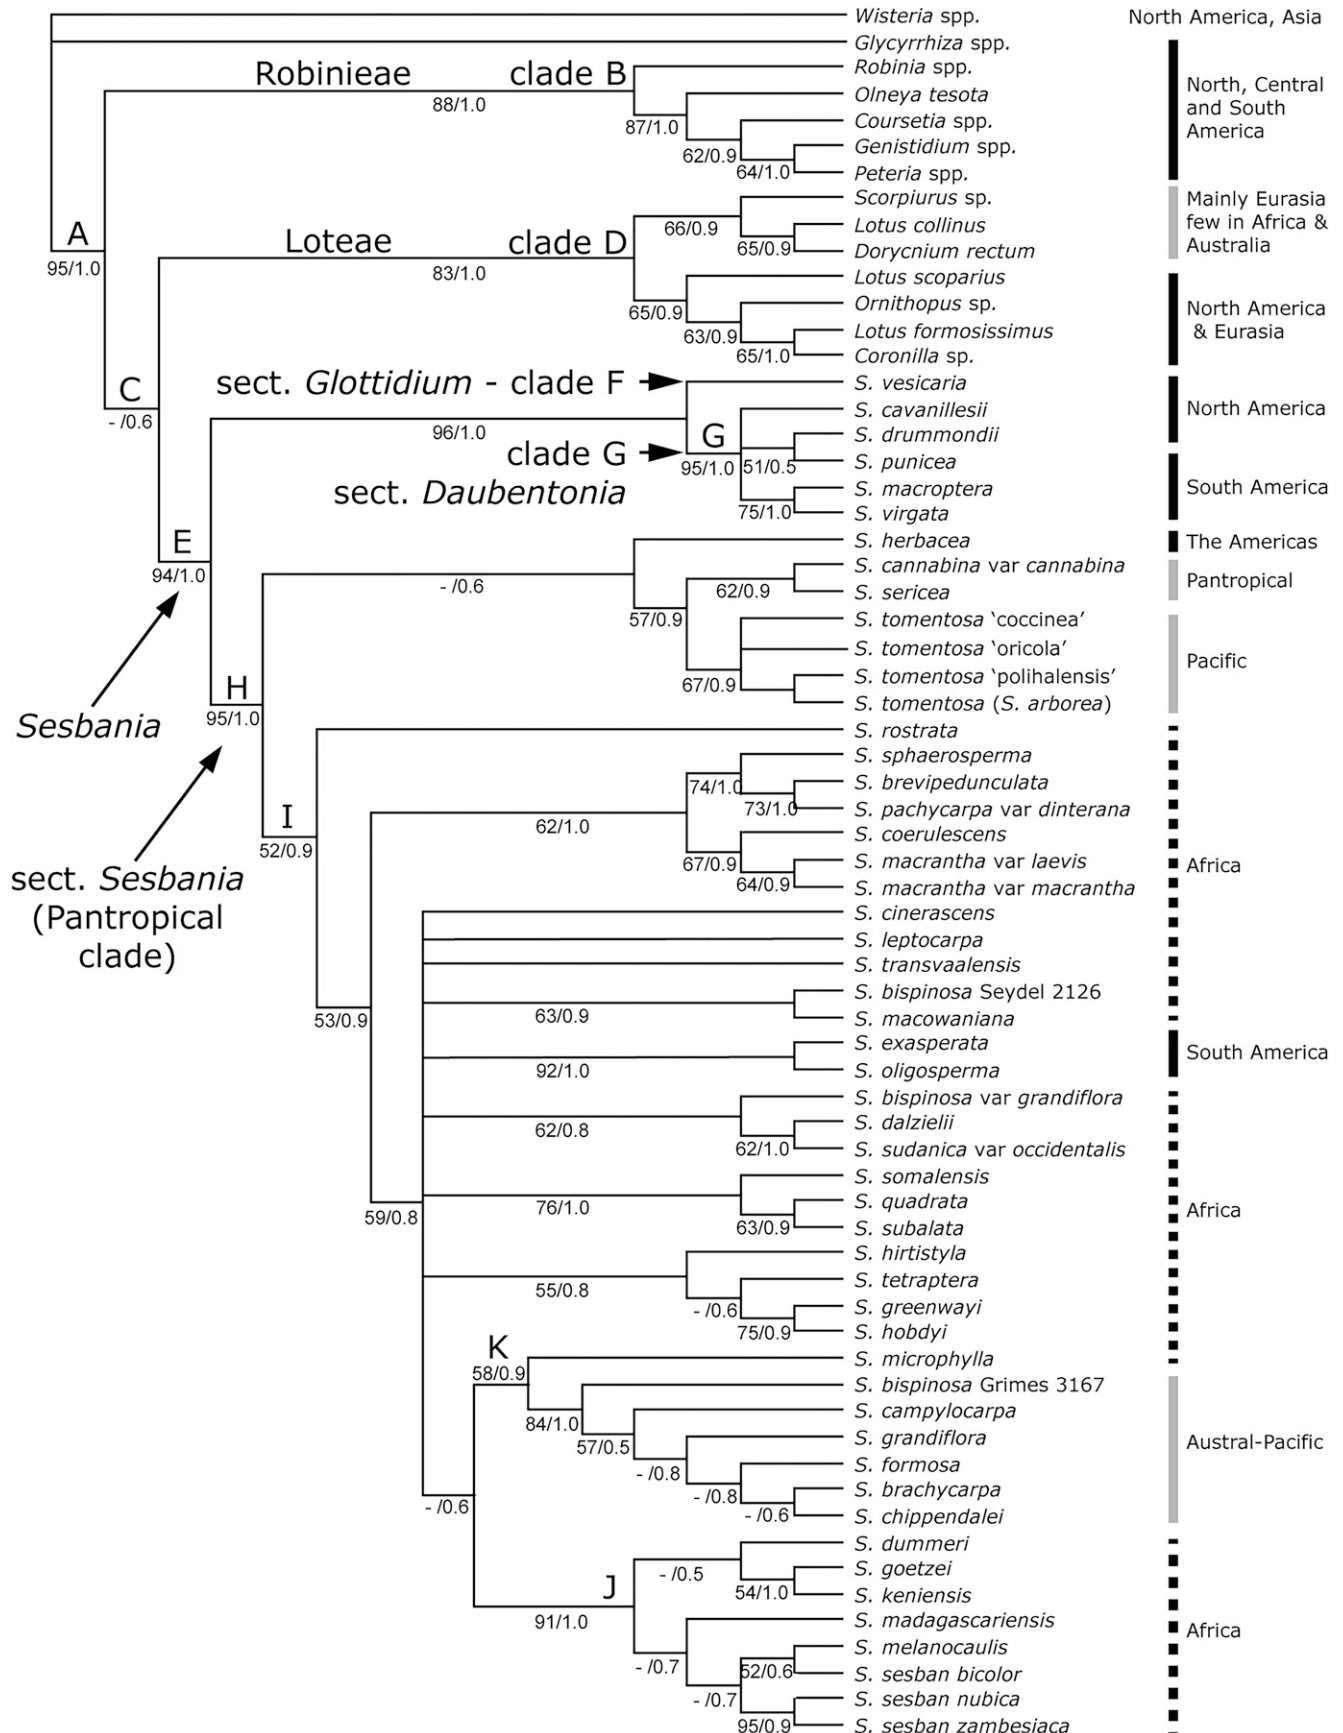 Wisteria spp.
North America, Asia
Glycyrrhiza spp.
Robinieae
clade B
88/1.0
Robinia spp.
Olneya tesota
87/1.0
Coursetia spp.
62/0.9
Genistidium spp.
64/1.0
Peteria spp.
North, Central
and South
America
A
95/1.0
Loteae
clade D
83/1.0
Scorpiurus sp.
66/0.9
Lotus collinus
65/0.9
Dorycnium rectum
Mainly Eurasia
few in Africa &
Australia
Lotus scoparius
65/0.9
Ornithopus sp.
63/0.9
Lotus formosissimus
65/1.0
Coronilla sp.
North America
& Eurasia
C
- /0.6
sect. Glottidium - clade F
S. vesicaria
96/1.0
North America
clade G
sect. Daubentonia
G
95/1.0
S. cavanillesii
S. drummondii
51/0.5
S. punicea
S. macroptera
75/1.0
S. virgata
South America
E
94/1.0
Sesbania
S. herbacea
The Americas
- /0.6
S. cannabina var cannabina
62/0.9
S. sericea
Pantropical
57/0.9
S. tomentosa ‘coccinea’
S. tomentosa ‘oricola’
67/0.9
S. tomentosa ‘polihalensis’
S. tomentosa (S. arborea)
Pacific
H
95/1.0
sect. Sesbania
(Pantropical
clade)
I
52/0.9
S. rostrata
S. sphaerosperma
74/1.0
S. brevipedunculata
73/1.0
S. pachycarpa var dinterana
62/1.0
S. coerulescens
67/0.9
S. macrantha var laevis
64/0.9
S. macrantha var macrantha
Africa
S. cinerascens
S. leptocarpa
S. transvaalensis
53/0.9
S. bispinosa Seydel 2126
63/0.9
S. macowaniana
S. exasperata
92/1.0
S. oligosperma
South America
S. bispinosa var grandiflora
62/0.8
S. dalzielii
62/1.0
S. sudanica var occidentalis
S. somalensis
76/1.0
S. quadrata
63/0.9
S. subalata
59/0.8
Africa
S. hirtistyla
55/0.8
S. tetraptera
- /0.6
S. greenwayi
75/0.9
S. hobdyi
K
58/0.9
S. microphylla
S. bispinosa Grimes 3167
84/1.0
S. campylocarpa
57/0.5
S. grandiflora
- /0.8
S. formosa
- /0.8
S. brachycarpa
- /0.6
S. chippendalei
Austral-Pacific
- /0.6
J
91/1.0
S. dummeri
- /0.5
S. goetzei
54/1.0
S. keniensis
S. madagascariensis
- /0.7
S. melanocaulis
52/0.6
S. sesban bicolor
- /0.7
S. sesban nubica
95/0.9
S. sesban zambesiaca
Africa